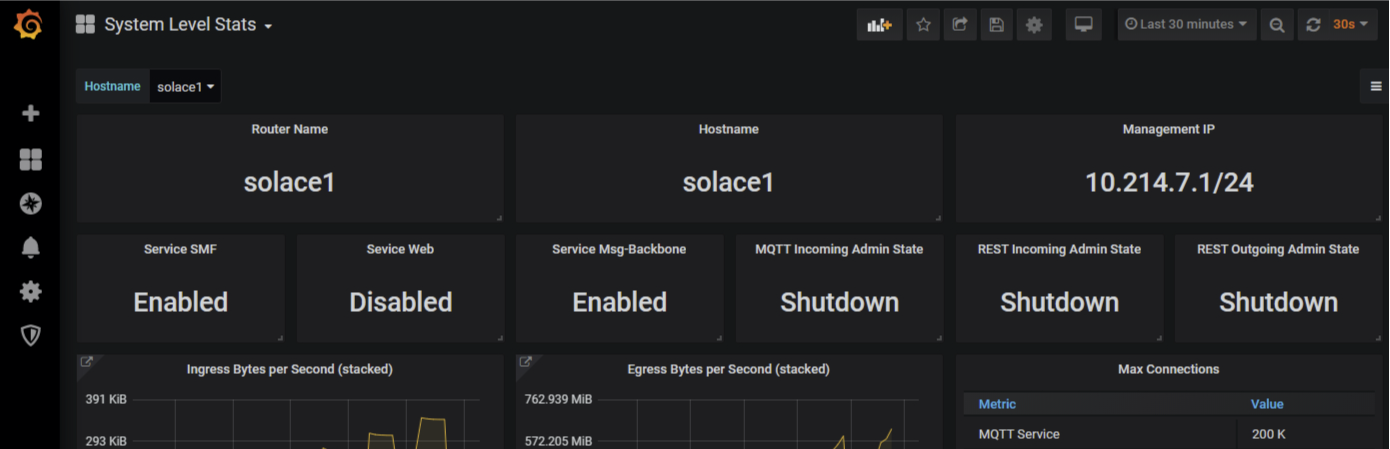 System Level Stats
Last 30 minutes
30s
Hostname
solace1
Router Name
solace1
Hostname
solace1
Management IP
10.214.7.1/24
Service SMF
Enabled
Sevice Web
Disabled
Service Msg-Backbone
Enabled
MQTT Incoming Admin State
Shutdown
REST Incoming Admin State
Shutdown
REST Outgoing Admin State
Shutdown
Ingress Bytes per Second (stacked)
391 KiB
293 KiB
Egress Bytes per Second (stacked)
762.939 MiB
572.205 MiB
Max Connections
Metric Value
MQTT Service 200 K